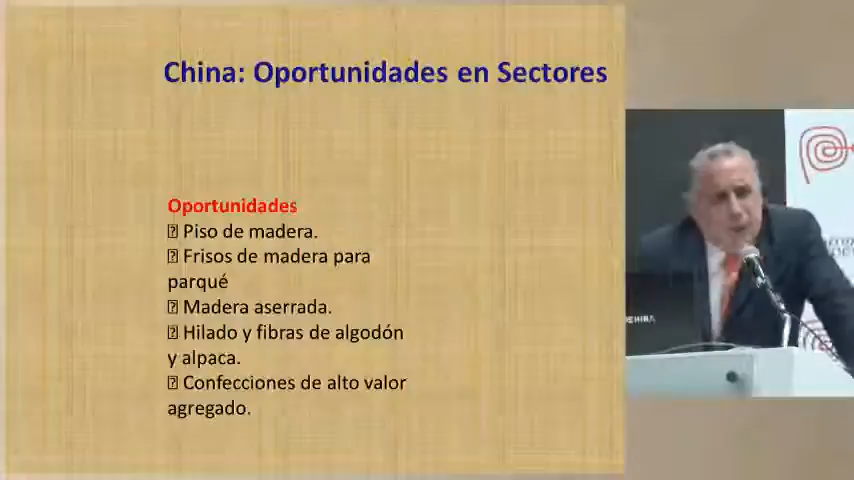 China: Oportunidades en Sectores
Oportunidades
Piso de madera.
Frisos de madera para
parqué
Madera aserrada.
Hilado y fibras de algodón
y alpaca.
Confecciones de alto valor
agregado.